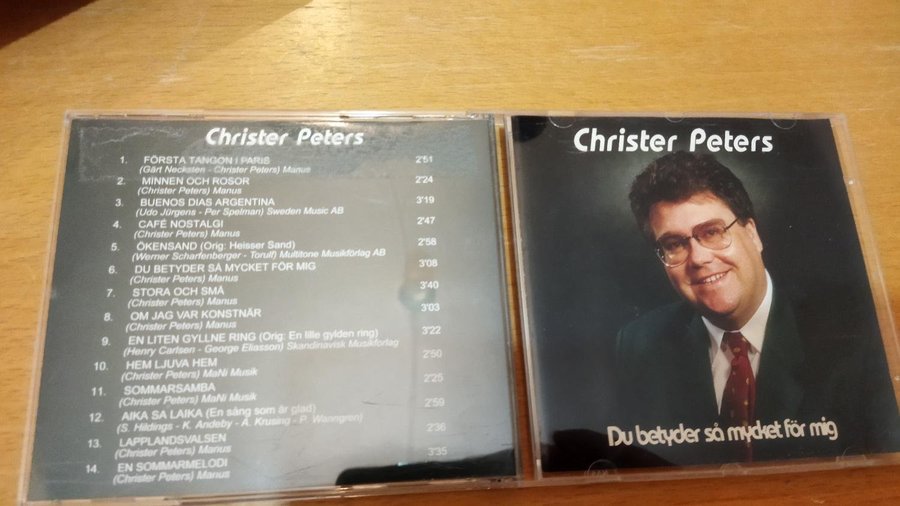 Christer Peters
1. FÖRSTA TANGON I PARIS 2'51
(Gärt Necksten - Christer Peters) Manus
2. MINNEN OCH ROSOR 2'24
(Christer Peters) Manus
3. BUENOS DIAS ARGENTINA 3'19
(Udo Jürgens - Per Spelman) Sweden Music AB
4. CAFÉ NOSTALGI 2'47
(Christer Peters) Manus
5. ÖKENSAND (Orig: Heisser Sand) 2'58
(Werner Scharfenberger - Torulf) Multitone Musikförlag AB
6. DU BETYDER SÅ MYCKET FÖR MIG 3'08
(Christer Peters) Manus
7. STORA OCH SMÅ 3'40
(Christer Peters) Manus
8. OM JAG VAR KONSTNÄR 3'03
(Christer Peters) Manus
9. EN LITEN GYLLNE RING (Orig: En lille gylden ring) 3'22
(Henry Carlsen - George Eliasson) Skandinavisk Musikförlag
10. HEM LJUVA HEM 2'50
(Christer Peters) MaNi Musik
11. SOMMARSAMBA 2'25
(Christer Peters) MaNi Musik
12. AIKA SA LAIKA (En sång som är glad) 2'59
(S. Hildings - K. Andeby - A. Krusing - P. Wanngren)
13. LAPPLANDSVALSEN 2'36
(Christer Peters) Manus
14. EN SOMMARMELODI 3'35
(Christer Peters) Manus
Christer Peters
Du betyder så mycket för mig